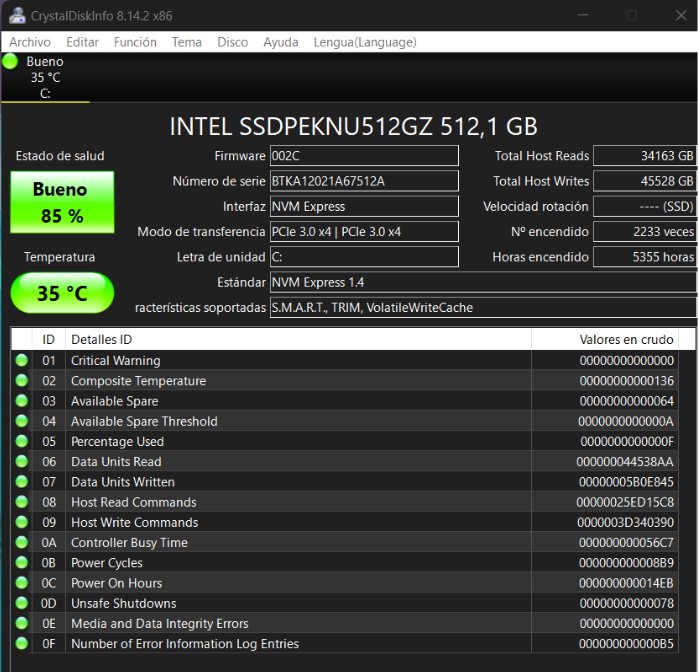 CrystalDiskInfo 8.14.2 x86
Archivo Editar Función Tema Disco Ayuda Lengua(Language)
Bueno
35 °C
C:
INTEL SSDPEKNU512GZ 512,1 GB
Estado de salud
Bueno
85 %
Temperatura
35 °C
Firmware 002C
Número de serie BTKA12021A67512A
Interfaz NVM Express
Modo de transferencia PCIe 3.0 x4 | PCIe 3.0 x4
Letra de unidad C:
Estándar NVM Express 1.4
racterísticas soportadas S.M.A.R.T., TRIM, VolatileWriteCache
Total Host Reads 34163 GB
Total Host Writes 45528 GB
Velocidad rotación ---- (SSD)
Nº encendido 2233 veces
Horas encendido 5355 horas
ID Detalles ID Valores en crudo
01 Critical Warning 00000000000000
02 Composite Temperature 00000000000136
03 Available Spare 00000000000064
04 Available Spare Threshold 0000000000000A
05 Percentage Used 0000000000000F
06 Data Units Read 000000044538AA
07 Data Units Written 00000005B0E845
08 Host Read Commands 00000025ED15C8
09 Host Write Commands 0000003D340390
0A Controller Busy Time 000000000056C7
0B Power Cycles 000000000008B9
0C Power On Hours 000000000014EB
0D Unsafe Shutdowns 00000000000078
0E Media and Data Integrity Errors 00000000000000
0F Number of Error Information Log Entries 000000000000B5